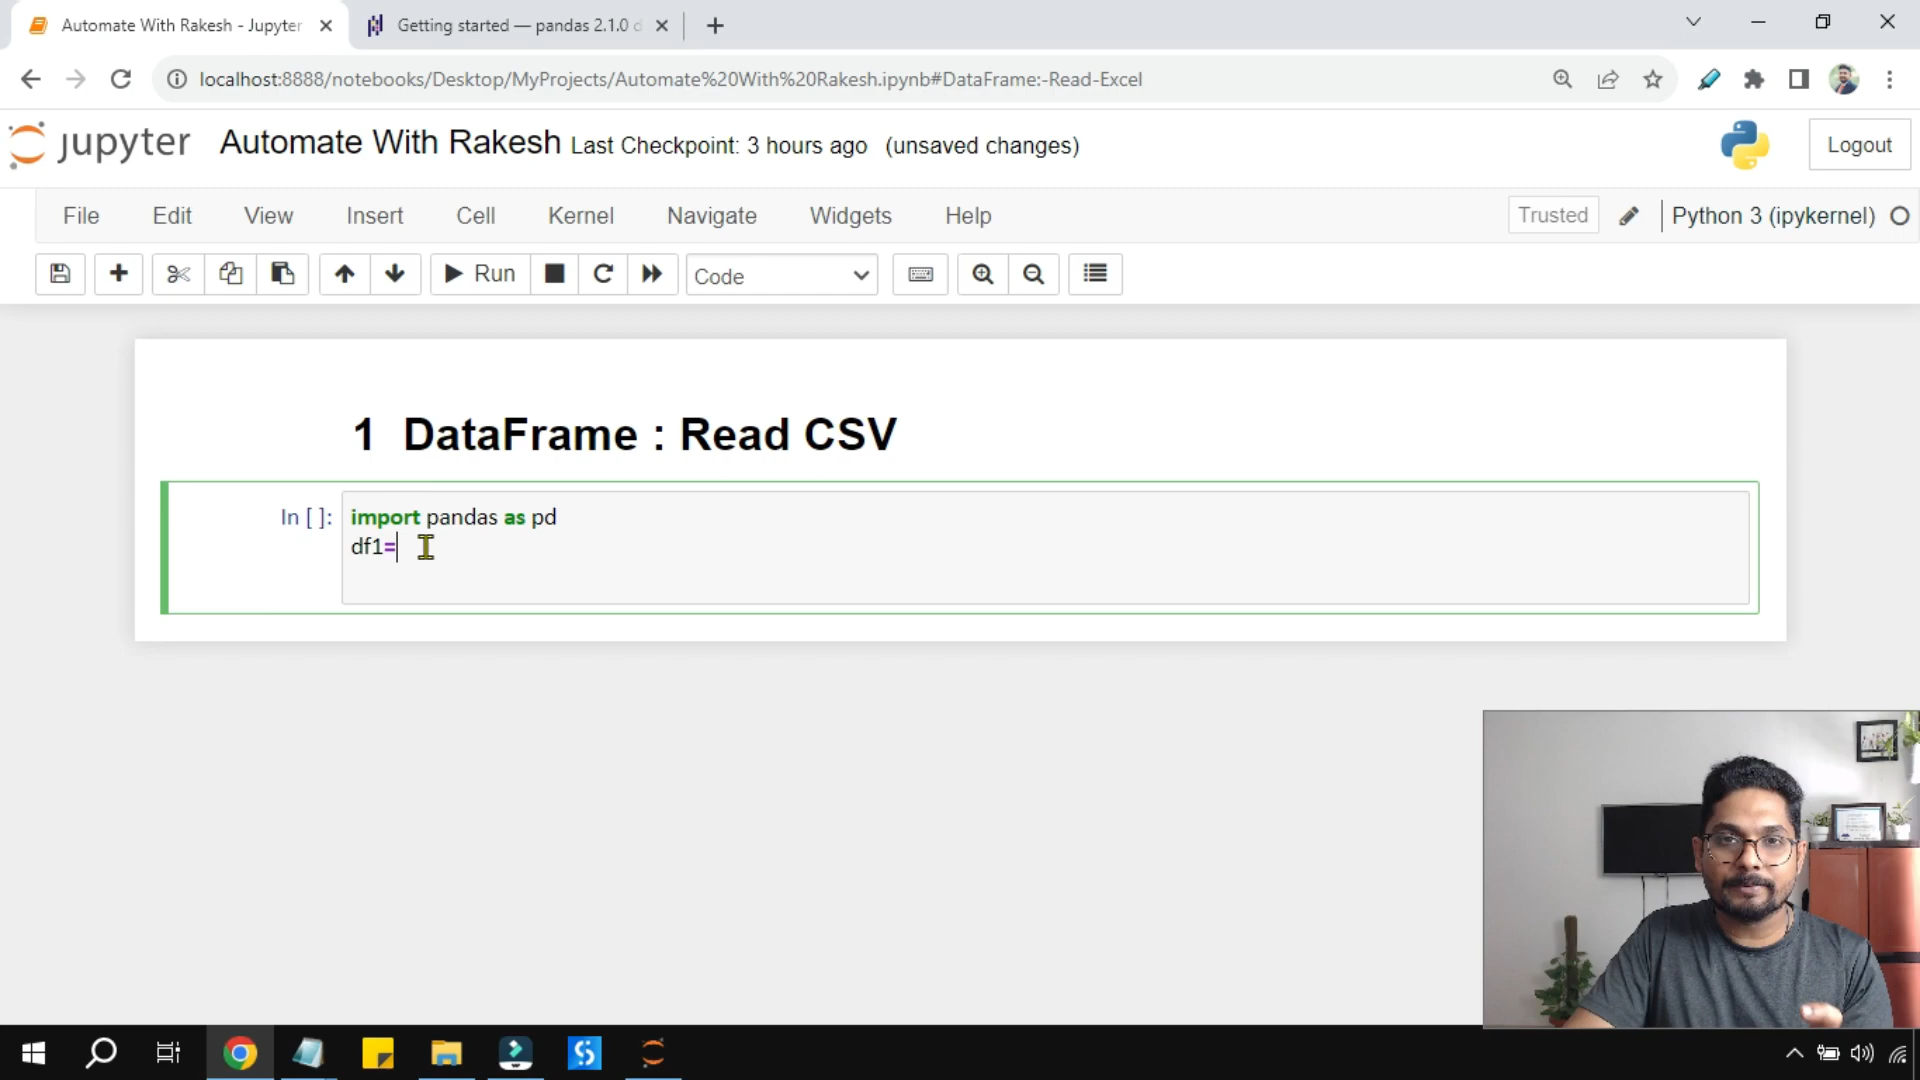 Automate With Rakesh - Jupyter
Getting started — pandas 2.1.0 d
localhost:8888/notebooks/Desktop/MyProjects/Automate%20With%20Rakesh.ipynb#DataFrame:-Read-Excel
jupyter Automate With Rakesh Last Checkpoint: 3 hours ago (unsaved changes)
Logout
File Edit View Insert Cell Kernel Navigate Widgets Help
Trusted Python 3 (ipykernel)
Run Code
1 DataFrame : Read CSV
In [ ]: import pandas as pd
df1=